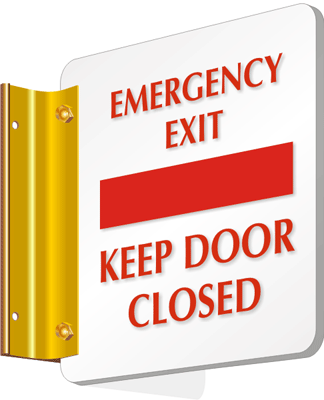 EMERGENCY
EXIT
KEEP DOOR
CLOSED